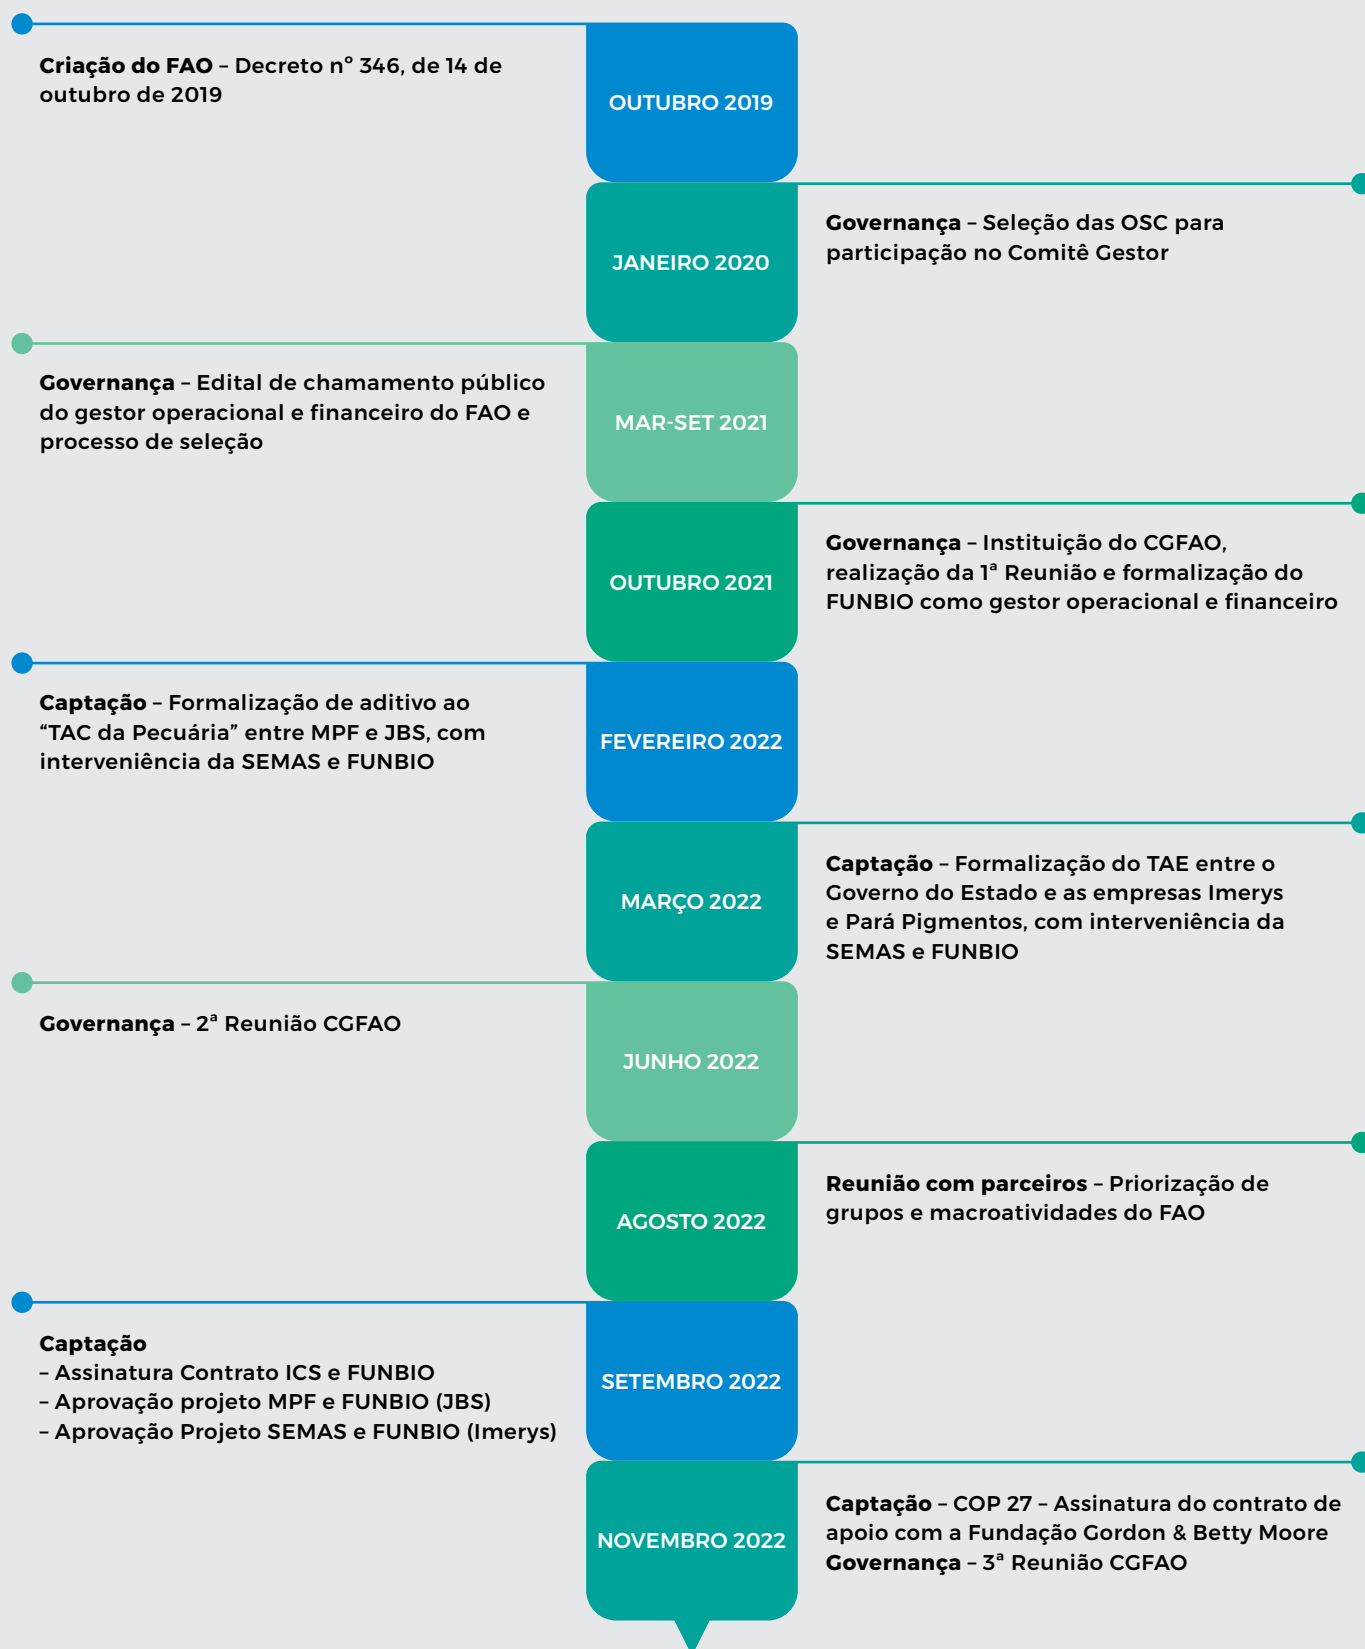 OUTUBRO 2019
Criação do FAO – Decreto nº 346, de 14 de
outubro de 2019
JANEIRO 2020
Governança – Seleção das OSC para
participação no Comitê Gestor
MAR-SET 2021
Governança – Edital de chamamento público
do gestor operacional e financeiro do FAO e
processo de seleção
OUTUBRO 2021
Governança – Instituição do CGFAO,
realização da 1ª Reunião e formalização do
FUNBIO como gestor operacional e financeiro
FEVEREIRO 2022
Captação – Formalização de aditivo ao
“TAC da Pecuária” entre MPF e JBS, com
interveniência da SEMAS e FUNBIO
MARÇO 2022
Captação – Formalização do TAE entre o
Governo do Estado e as empresas Imerys
e Pará Pigmentos, com interveniência da
SEMAS e FUNBIO
JUNHO 2022
Governança – 2ª Reunião CGFAO
AGOSTO 2022
Reunião com parceiros – Priorização de
grupos e macroatividades do FAO
SETEMBRO 2022
Captação
– Assinatura Contrato ICS e FUNBIO
– Aprovação projeto MPF e FUNBIO (JBS)
– Aprovação Projeto SEMAS e FUNBIO (Imerys)
NOVEMBRO 2022
Captação – COP 27 – Assinatura do contrato de
apoio com a Fundação Gordon & Betty Moore
Governança – 3ª Reunião CGFAO